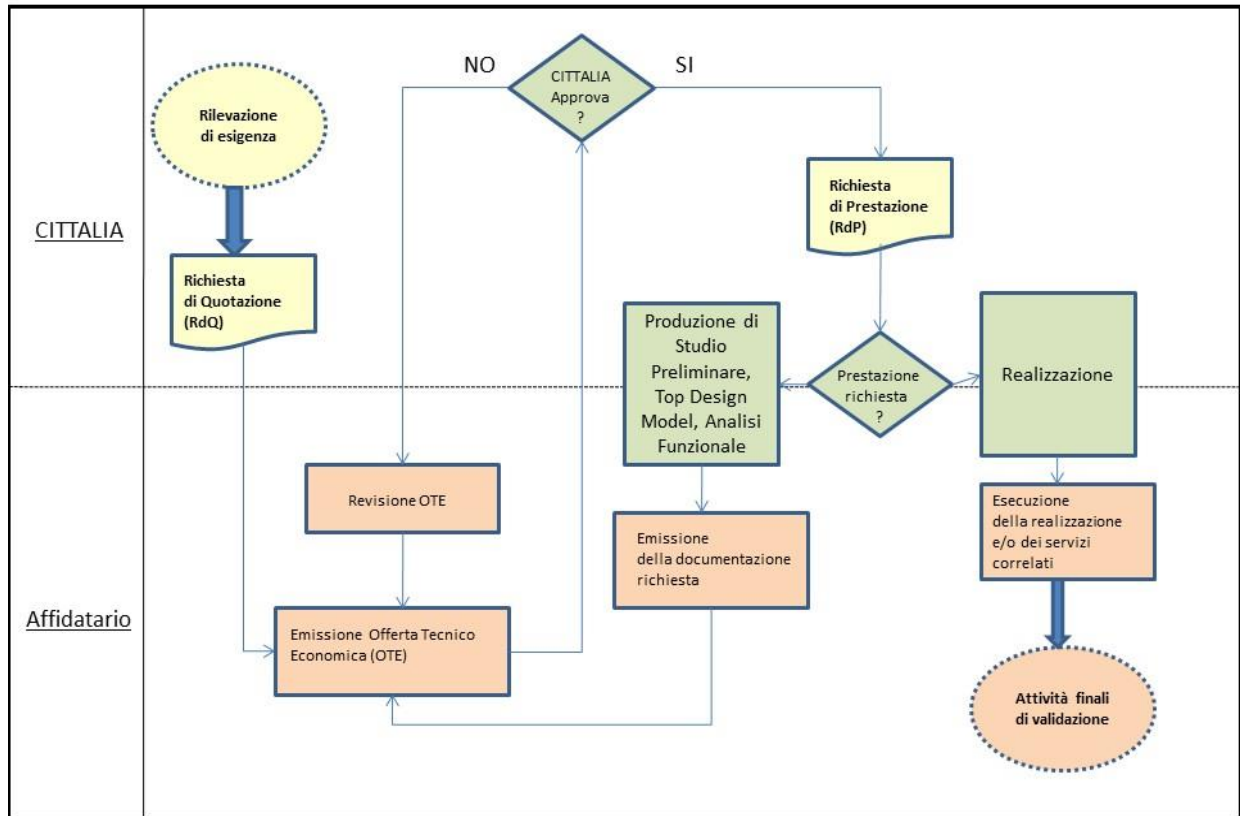 CITTALIA
Rilevazione
di esigenza
Richiesta
di Quotazione
(RdQ)
NO
CITTALIA
Approva
?
SI
Richiesta
di Prestazione
(RdP)
Produzione di
Studio
Preliminare,
Top Design
Model, Analisi
Funzionale
Prestazione
richiesta
?
Realizzazione
Affidatario
Revisione OTE
Emissione Offerta Tecnico
Economica (OTE)
Emissione
della documentazione
richiesta
Esecuzione
della realizzazione
e/o dei servizi
correlati
Attività finali
di validazione